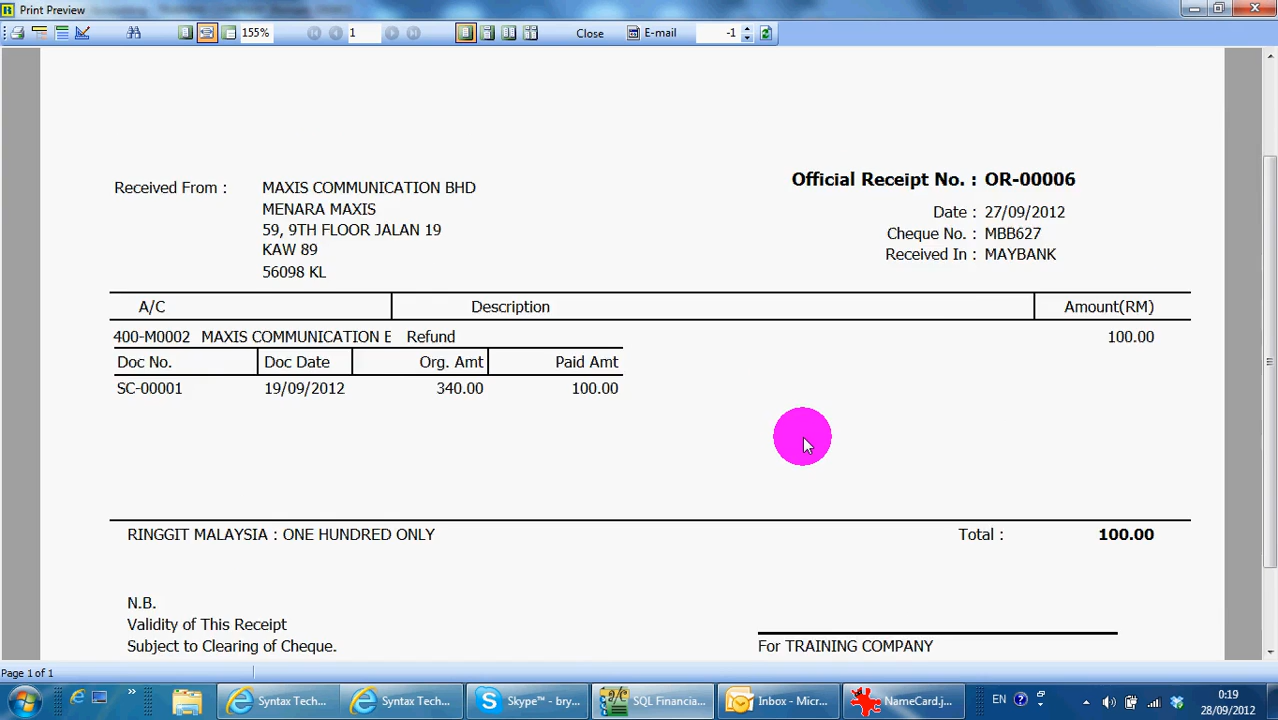 Print Preview
155%
1
Close
E-mail
-1
Received From :
MAXIS COMMUNICATION BHD
MENARA MAXIS
59, 9TH FLOOR JALAN 19
KAW 89
56098 KL
Official Receipt No. : OR-00006
Date : 27/09/2012
Cheque No. : MBB627
Received In : MAYBANK
A/C Description Amount(RM)
400-M0002 MAXIS COMMUNICATION E Refund 100.00
Doc No. Doc Date Org. Amt Paid Amt
SC-00001 19/09/2012 340.00 100.00
RINGGIT MALAYSIA : ONE HUNDRED ONLY Total : 100.00
N.B.
Validity of This Receipt
Subject to Clearing of Cheque.
For TRAINING COMPANY
Page 1 of 1
Syntax Tech...
Syntax Tech...
Skype™ - bry...
SQL Financia...
Inbox - Micr...
NameCard.j...
EN
0:19
28/09/2012